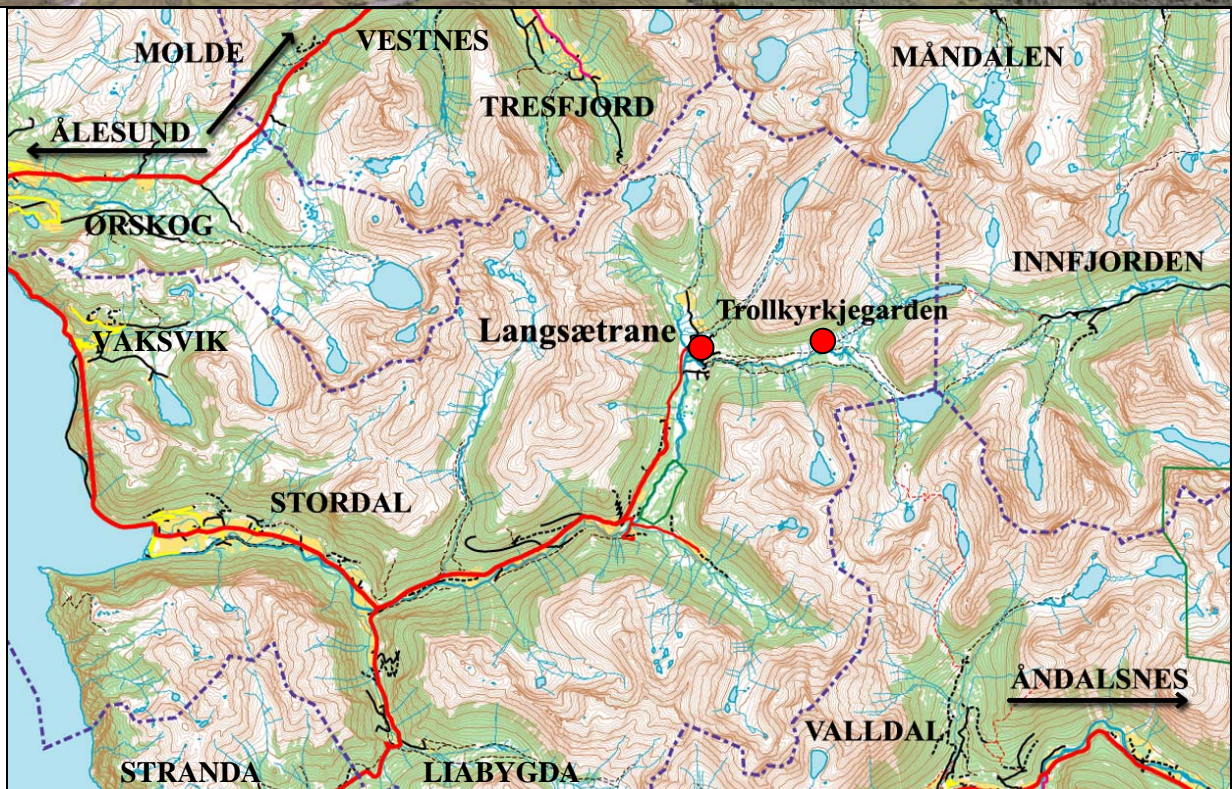 VESTNES
MOLDE
MÅNDALEN
TRESFJORD
ÅLESUND
ØRSKOG
INNFJORDEN
Trollkyrkjegarden
Langsætrane
VAKSVIK
STORDAL
ÅNDALSNES
VALLDAL
STRANDA
LIABYGDA